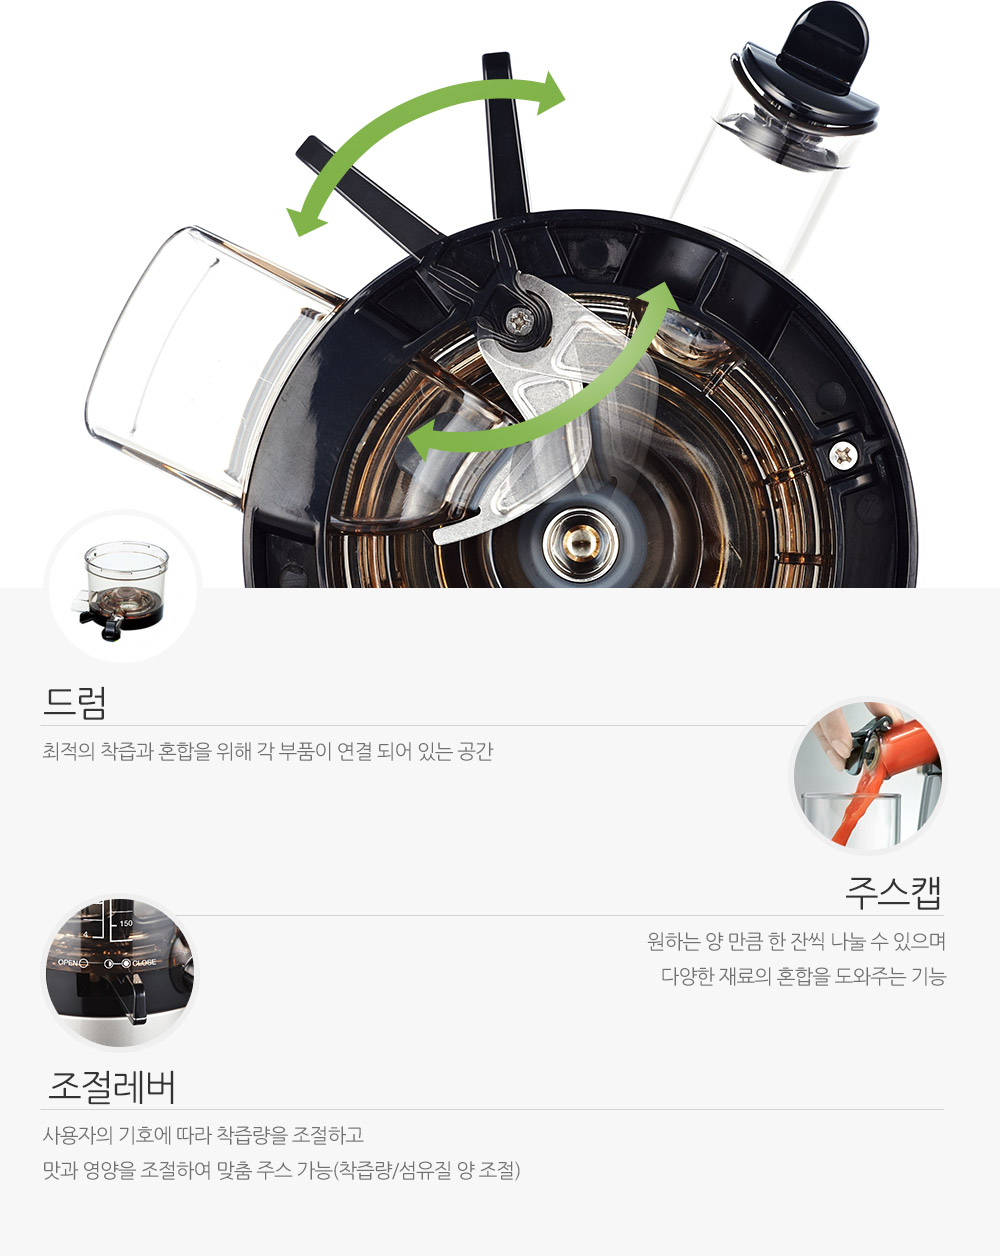 드럼
최적의 착즙과 혼합을 위해 각 부품이 연결 되어 있는 공간
주스캡
원하는 양 만큼 한 잔씩 나눌 수 있으며
다양한 재료의 혼합을 도와주는 기능
150
4
OPEN
CLOSE
조절레버
사용자의 기호에 따라 착즙량을 조절하고
맛과 영양을 조절하여 맞춤 주스 가능(착즙량/섬유질 양 조절)